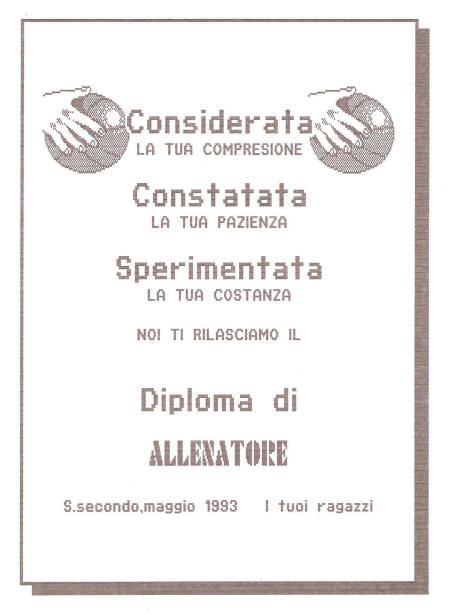 Considerata
LA TUA COMPRESIONE
Constatata
LA TUA PAZIENZA
Sperimentata
LA TUA COSTANZA
NOI TI RILASCIAMO IL
Diploma di
ALLENATORE
S.secondo,maggio 1993 I tuoi ragazzi